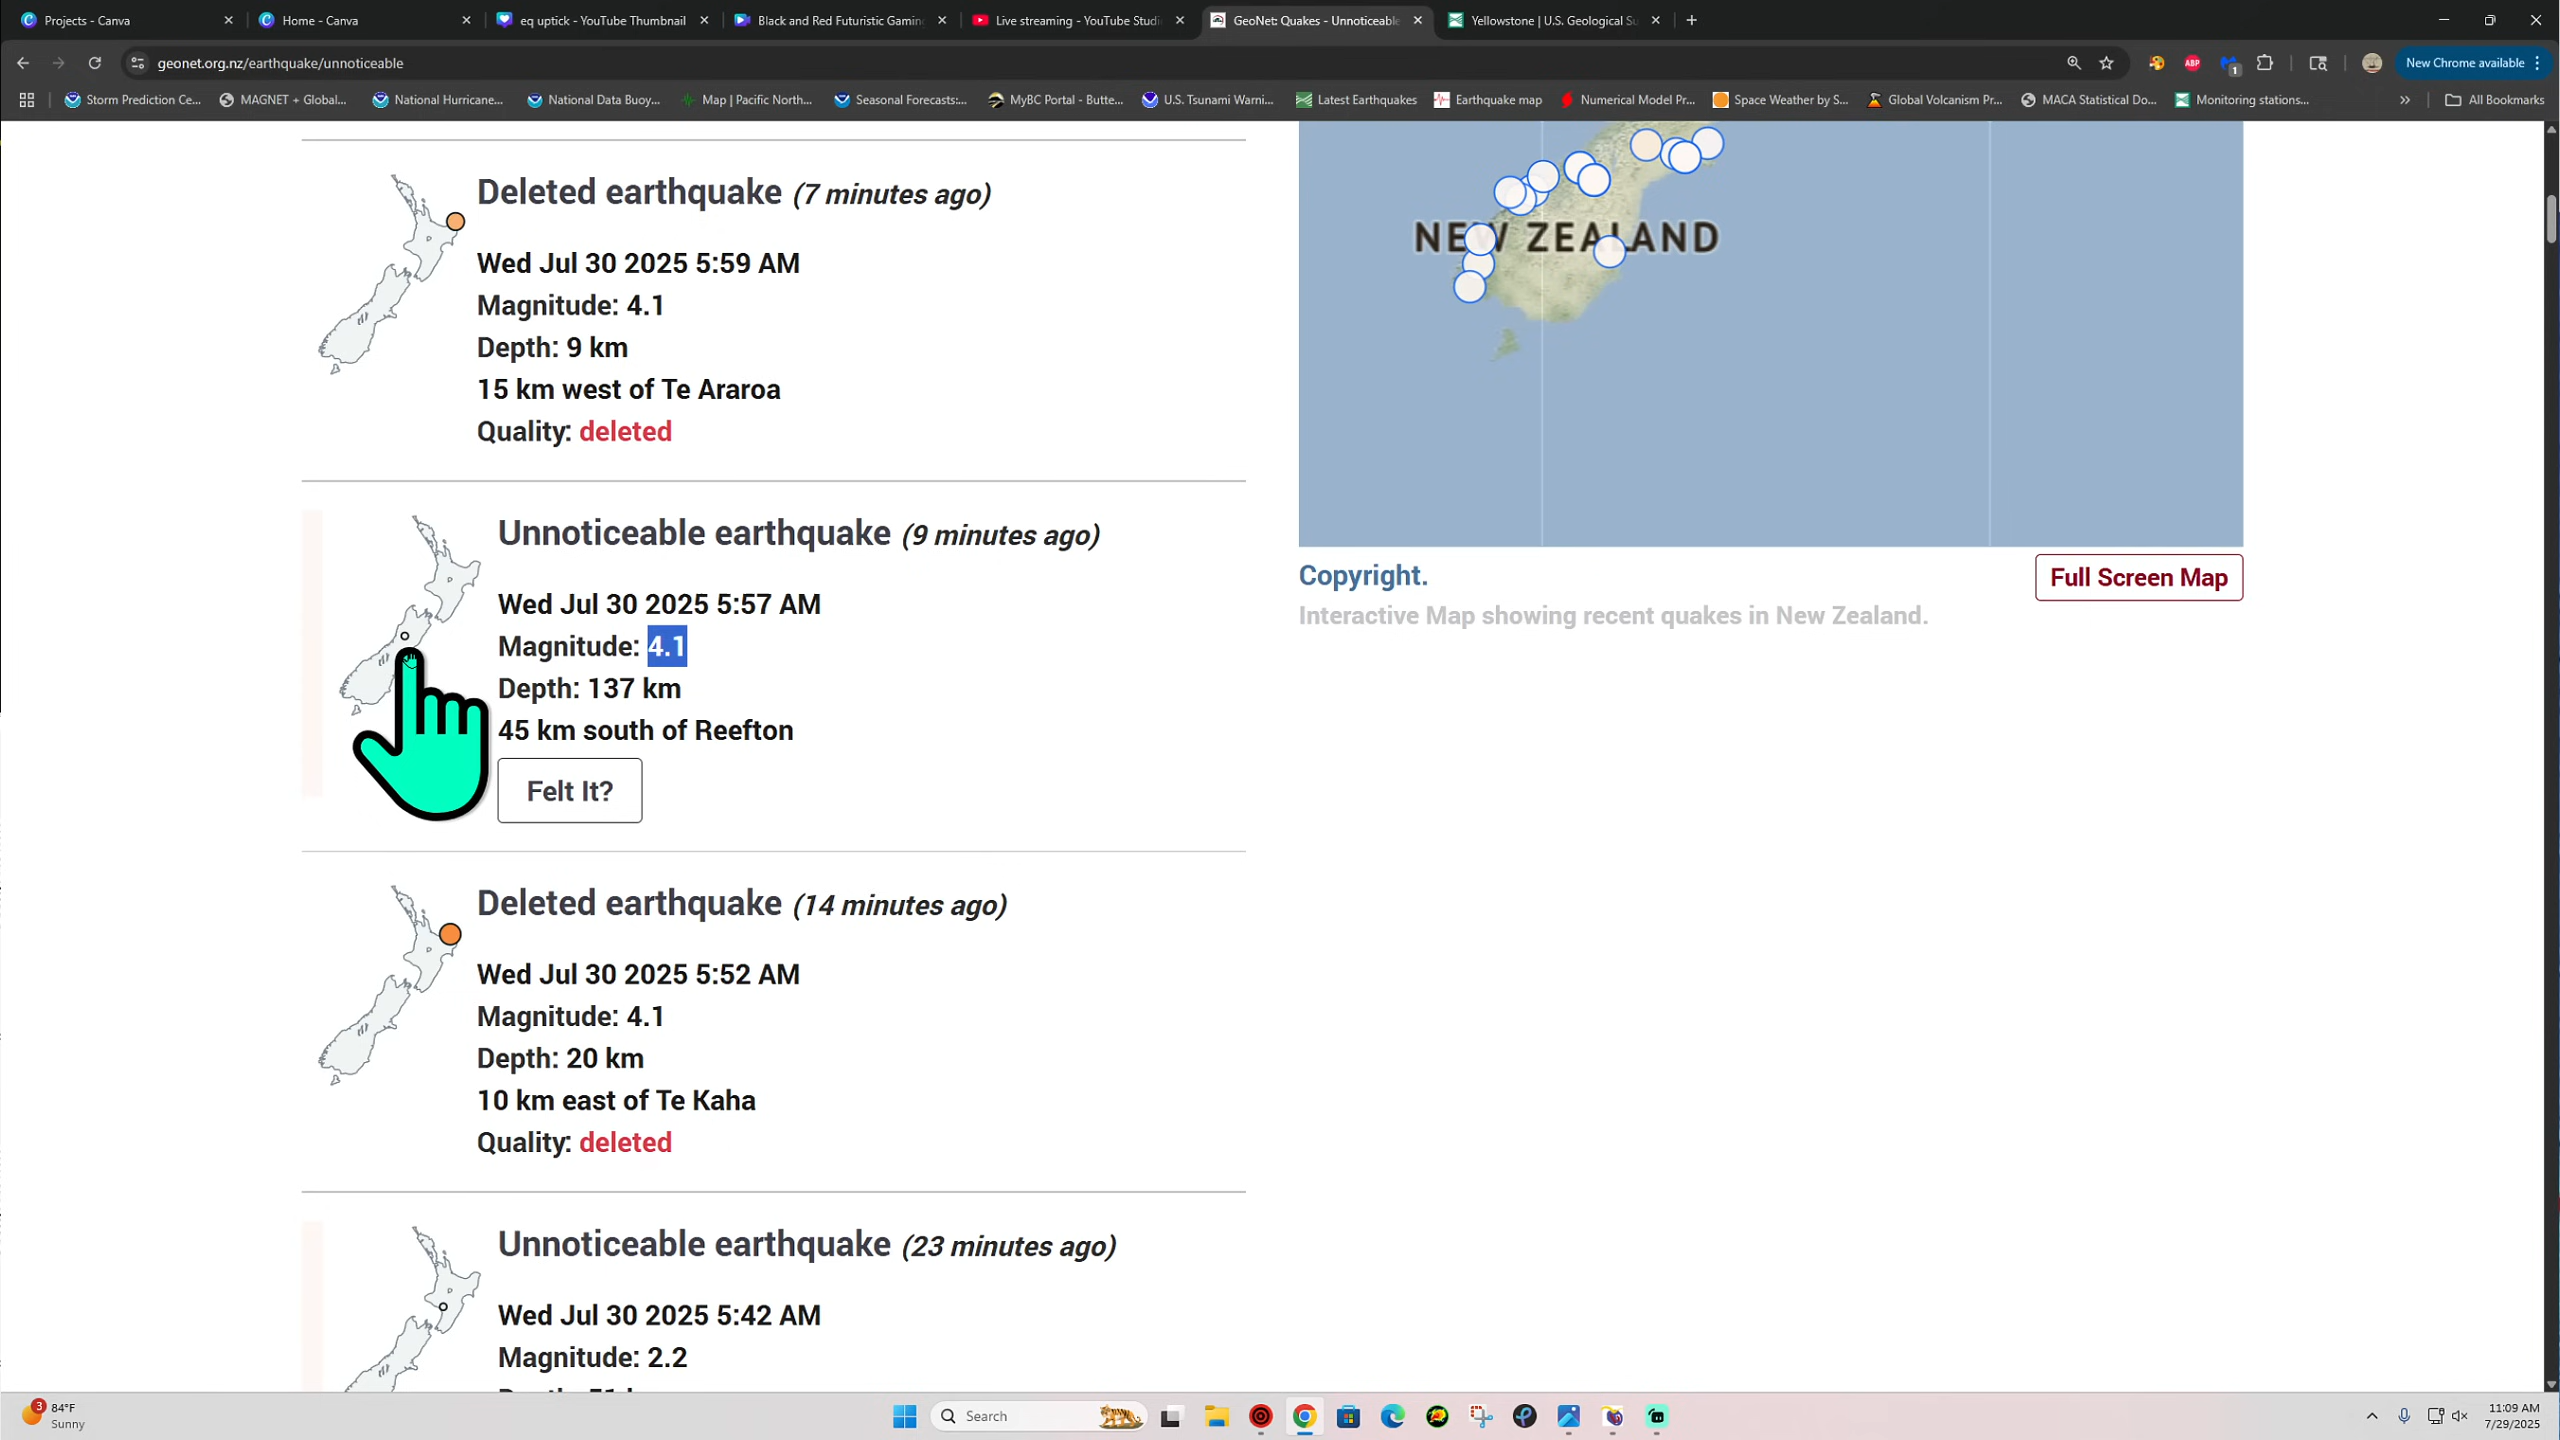 Projects - Canva
Home - Canva
eq uptick - YouTube Thumbnail
Black and Red Futuristic Gamin
Live streaming - YouTube Studi
GeoNet: Quakes - Unnoticeable
Yellowstone | U.S. Geological Su
geonet.org.nz/earthquake/unnoticeable
ABP
1
New Chrome available
Storm Prediction Ce...
MAGNET + Global...
National Hurricane...
National Data Buoy...
Map | Pacific North...
Seasonal Forecasts:...
MyBC Portal - Butte...
U.S. Tsunami Warni...
Latest Earthquakes
Earthquake map
Numerical Model Pr...
Space Weather by S...
Global Volcanism Pr...
MACA Statistical Do...
Monitoring stations...
All Bookmarks
Deleted earthquake (7 minutes ago)
Wed Jul 30 2025 5:59 AM
Magnitude: 4.1
Depth: 9 km
15 km west of Te Araroa
Quality: deleted
NEW ZEALAND
Copyright.
Full Screen Map
Interactive Map showing recent quakes in New Zealand.
Unnoticeable earthquake (9 minutes ago)
Wed Jul 30 2025 5:57 AM
Magnitude: 4.1
Depth: 137 km
45 km south of Reefton
Felt It?
Deleted earthquake (14 minutes ago)
Wed Jul 30 2025 5:52 AM
Magnitude: 4.1
Depth: 20 km
10 km east of Te Kaha
Quality: deleted
Unnoticeable earthquake (23 minutes ago)
Wed Jul 30 2025 5:42 AM
Magnitude: 2.2
3
84°F
Sunny
Search
11:09 AM
7/29/2025